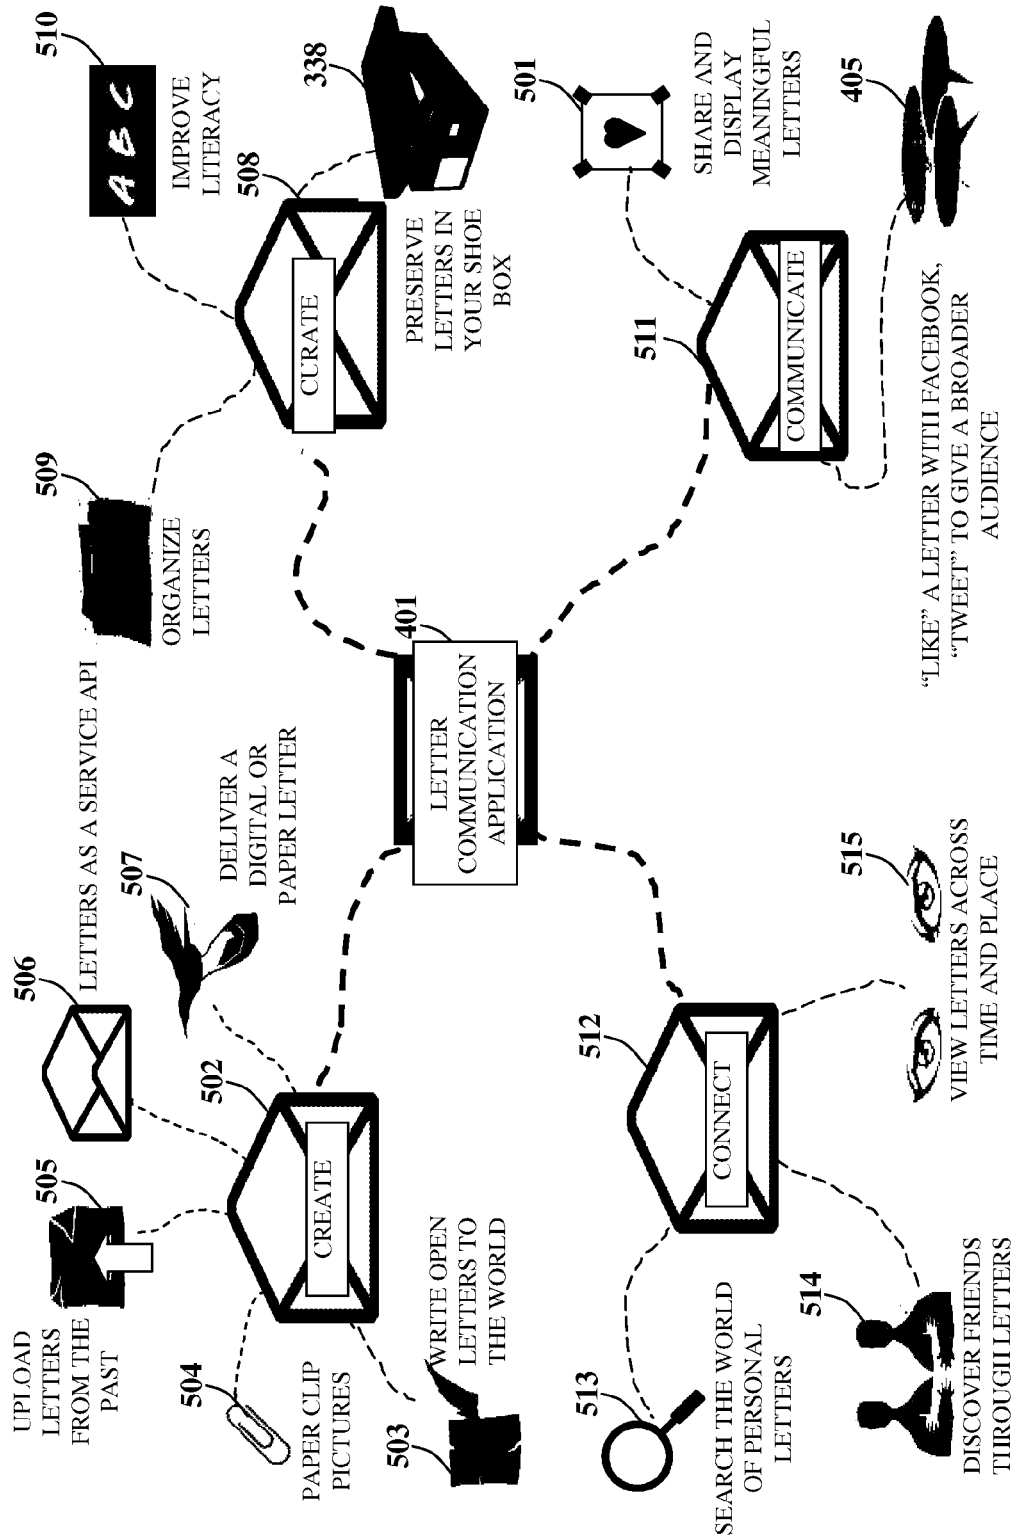 UPLOAD
LETTERS
FROM THE
PAST
505
506
LETTERS AS A SERVICE API
507
DELIVER A
DIGITAL OR
PAPER LETTER
504
PAPER CLIP
PICTURES
503
WRITE OPEN
LETTERS TO
THE WORLD
502
CREATE
509
ORGANIZE
LETTERS
510
A B C
IMPROVE
LITERACY
508
CURATE
338
PRESERVE
LETTERS IN
YOUR SHOE
BOX
401
LETTER
COMMUNICATION
APPLICATION
513
SEARCH THE WORLD
OF PERSONAL
LETTERS
512
CONNECT
514
DISCOVER FRIENDS
THROUGH LETTERS
515
VIEW LETTERS ACROSS
TIME AND PLACE
511
COMMUNICATE
501
SHARE AND
DISPLAY
MEANINGFUL
LETTERS
405
“LIKE” A LETTER WITH FACEBOOK,
“TWEET” TO GIVE A BROADER
AUDIENCE